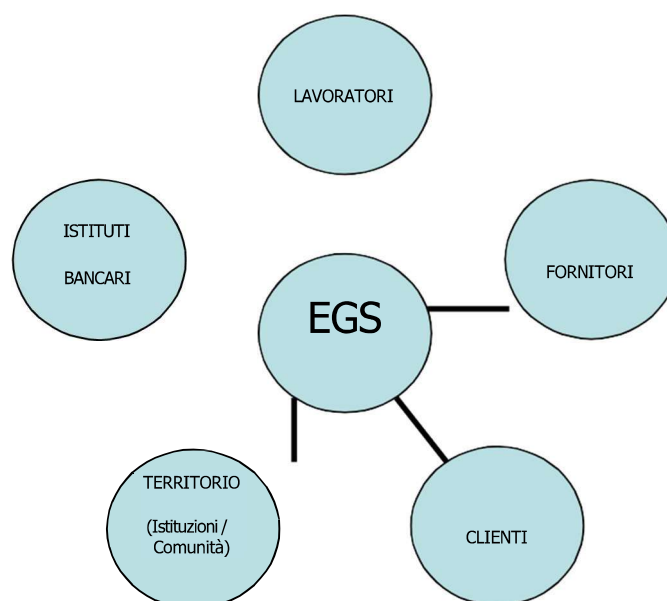 LAVORATORI
ISTITUTI
BANCARI
FORNITORI
EGS
TERRITORIO
(Istituzioni /
Comunità)
CLIENTI